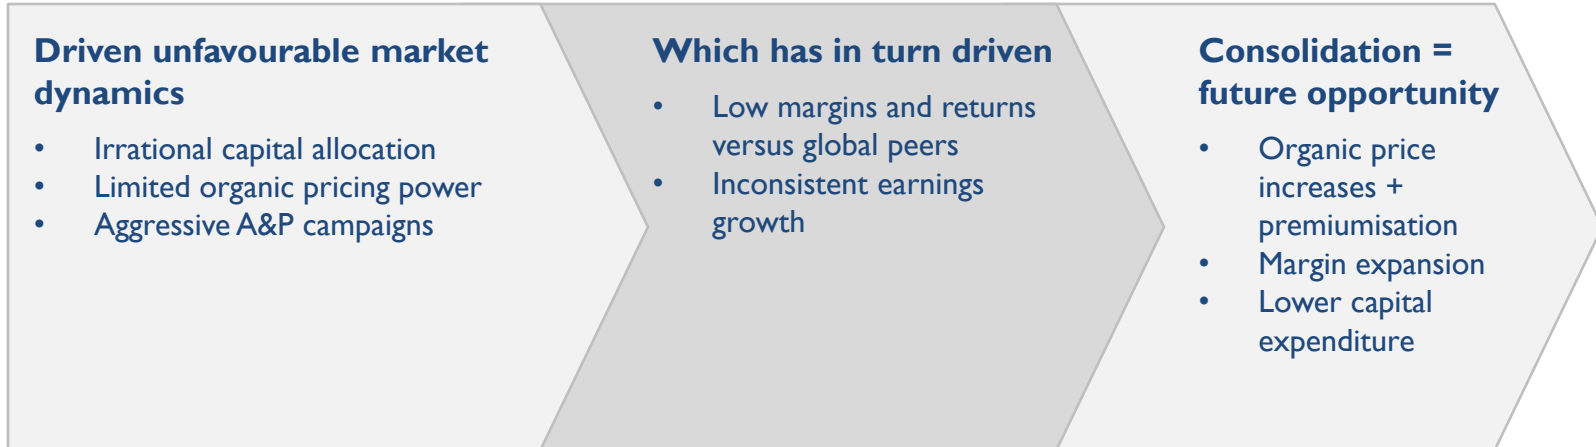 Driven unfavourable market
dynamics
• Irrational capital allocation
• Limited organic pricing power
• Aggressive A&P campaigns
Which has in turn driven
• Low margins and returns
versus global peers
• Inconsistent earnings
growth
Consolidation =
future opportunity
• Organic price
increases +
premiumisation
• Margin expansion
• Lower capital
expenditure